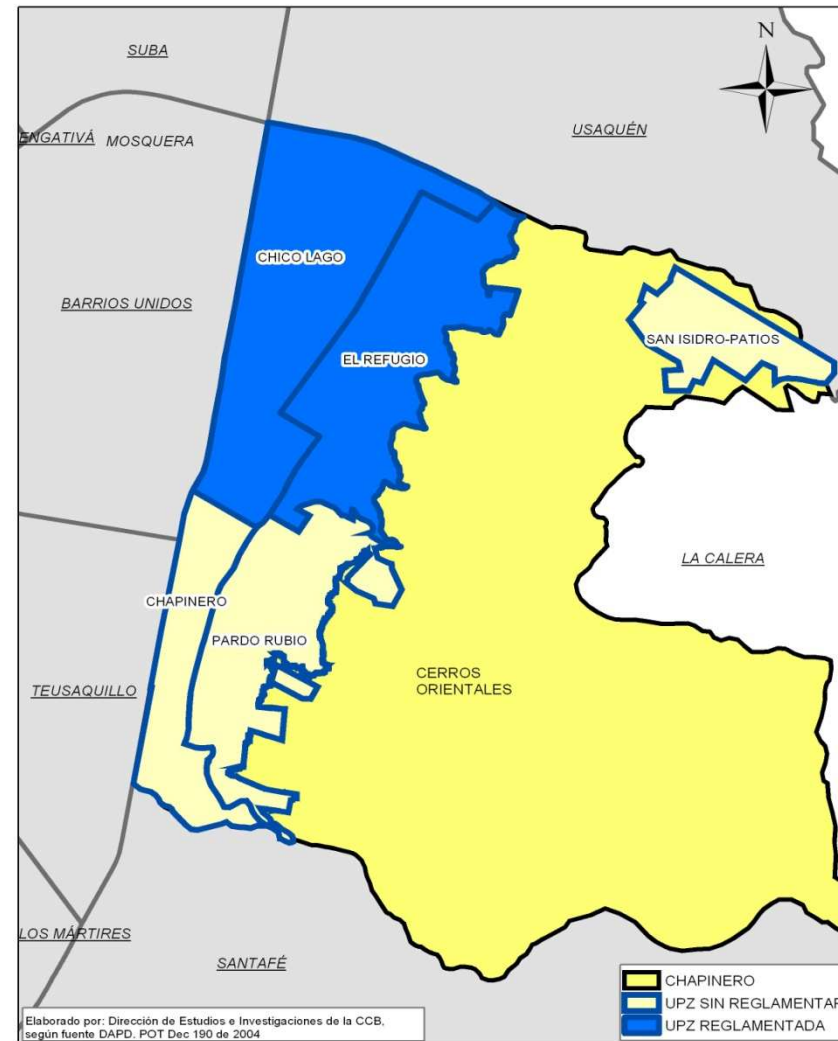 SUBA
N
USAQUÉN
ENGATIVÁ MOSQUERA
CHICO LAGO
BARRIOS UNIDOS
SAN ISIDRO-PATIOS
EL REFUGIO
LA CALERA
CHAPINERO
PARDO RUBIO
CERROS
ORIENTALES
TEUSAQUILLO
LOS MÁRTIRES
SANTAFÉ
CHAPINERO
UPZ SIN REGLAMENTAR
UPZ REGLAMENTADA
Elaborado por: Dirección de Estudios e Investigaciones de la CCB,
según fuente DAPD. POT Dec 190 de 2004